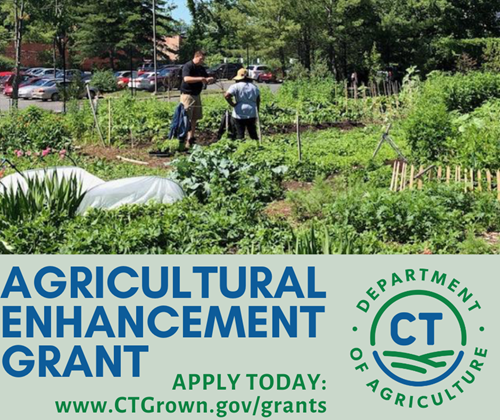 AGRICULTURAL
ENHANCEMENT
GRANT
APPLY TODAY:
www.CTGrown.gov/grants
· DEPARTMENT ·
CT
OF AGRICULTURE